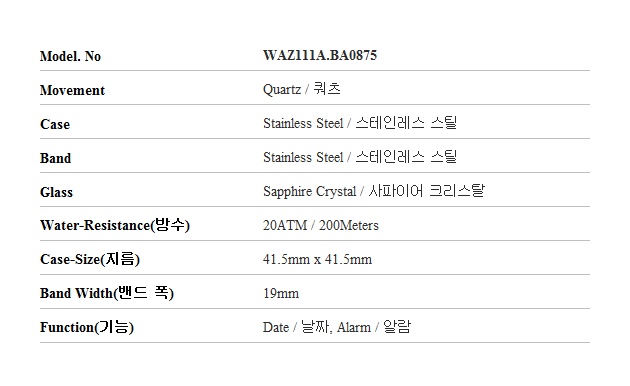 Model. No WAZ111A.BA0875
Movement Quartz / 쿼츠
Case Stainless Steel / 스테인레스 스틸
Band Stainless Steel / 스테인레스 스틸
Glass Sapphire Crystal / 사파이어 크리스탈
Water-Resistance(방수) 20ATM / 200Meters
Case-Size(지름) 41.5mm x 41.5mm
Band Width(밴드 폭) 19mm
Function(기능) Date / 날짜, Alarm / 알람